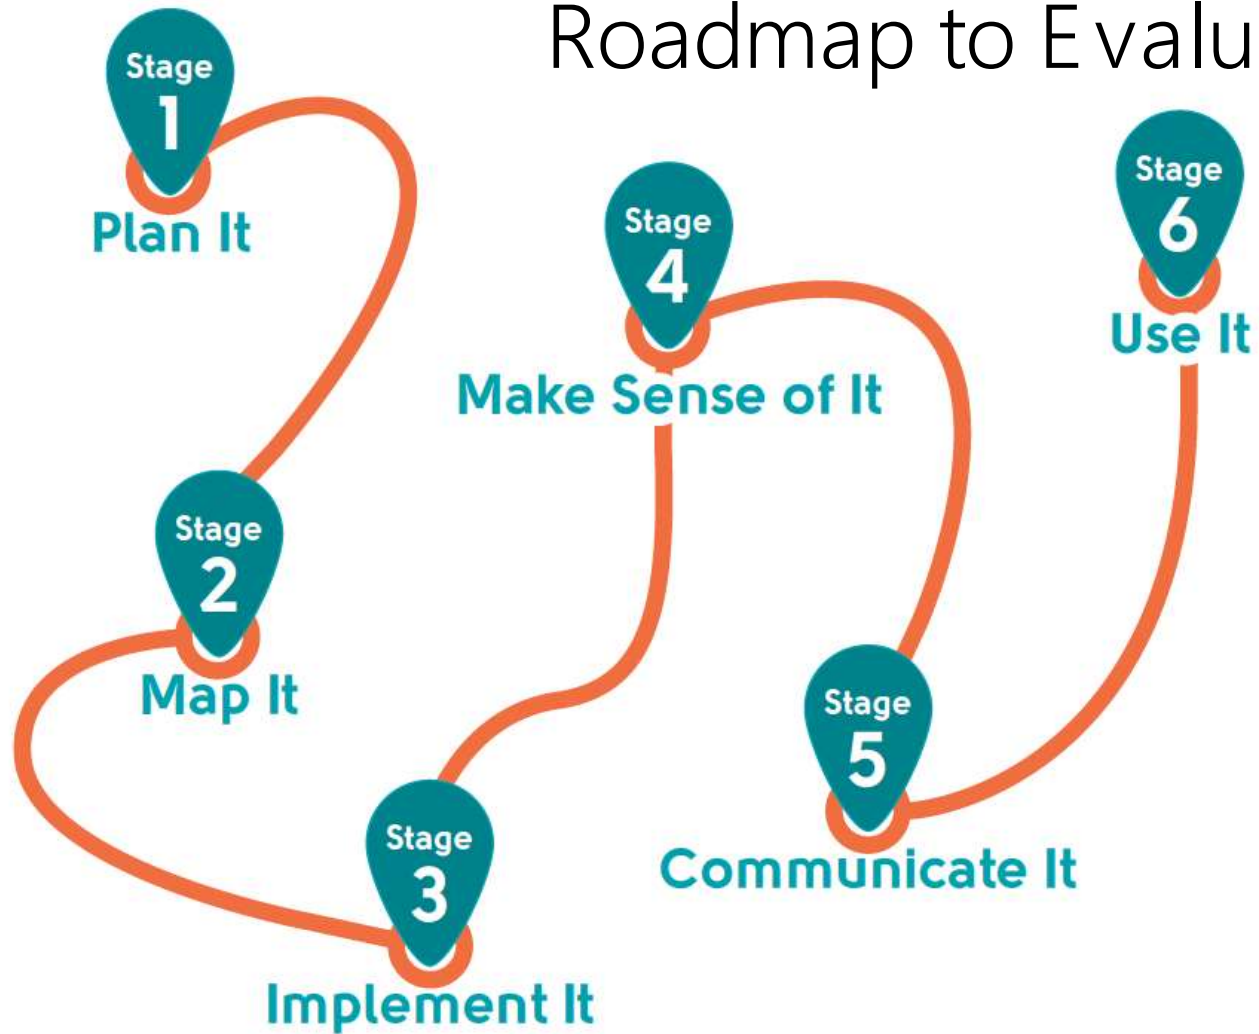 Roadmap to Evalu
Stage
1
Plan It
Stage
2
Map It
Stage
3
Implement It
Stage
4
Make Sense of It
Stage
5
Communicate It
Stage
6
Use It